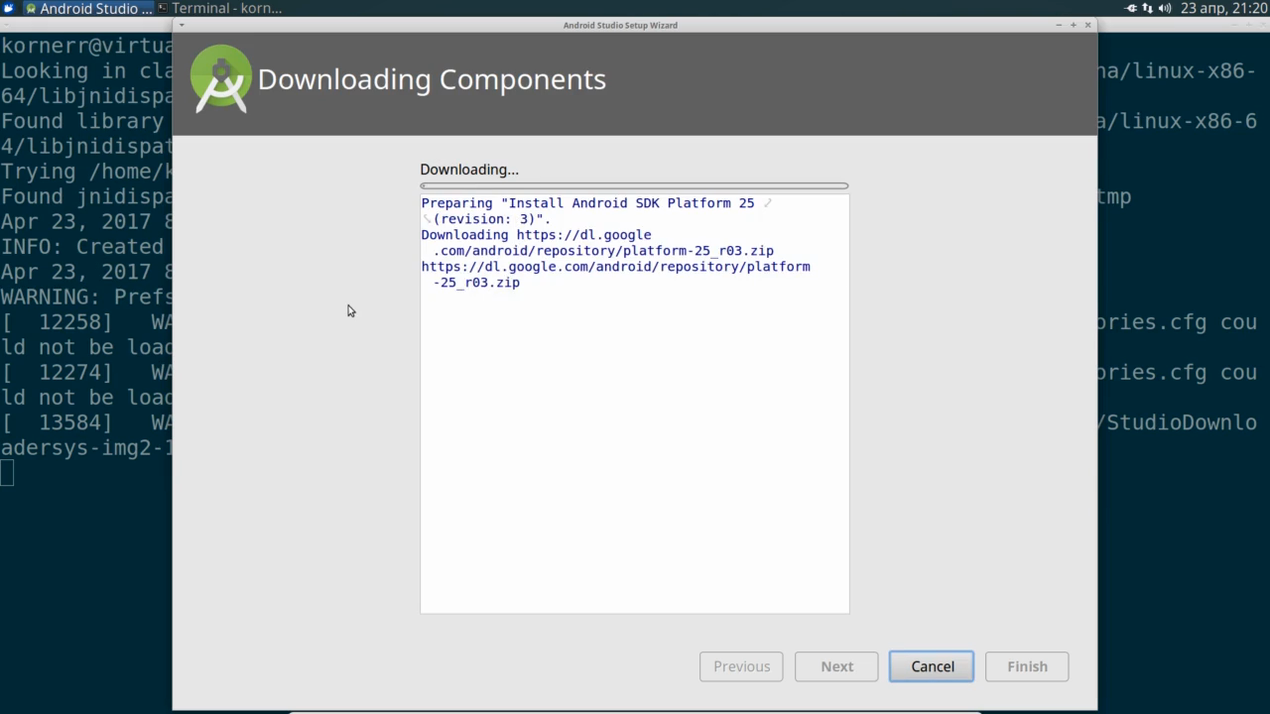 Android Studio ...
Terminal - korn...
23 апр, 21:20
Android Studio Setup Wizard
Downloading Components
Downloading...
Preparing "Install Android SDK Platform 25
(revision: 3)".
Downloading https://dl.google
.com/android/repository/platform-25_r03.zip
https://dl.google.com/android/repository/platform
-25_r03.zip
Previous
Next
Cancel
Finish
kornerr@virtua
Looking in cla
na/linux-x86-
64/libjnidispat
Found library
a/linux-x86-6
4/libjnidispat
Trying /home/k
Found jnidispa
tmp
Apr 23, 2017 8
INFO: Created
Apr 23, 2017 8
WARNING: Prefs
[ 12258] WA
ories.cfg cou
ld not be load
[ 12274] WA
ories.cfg cou
ld not be load
[ 13584] WA
/StudioDownlo
adersys-img2-1